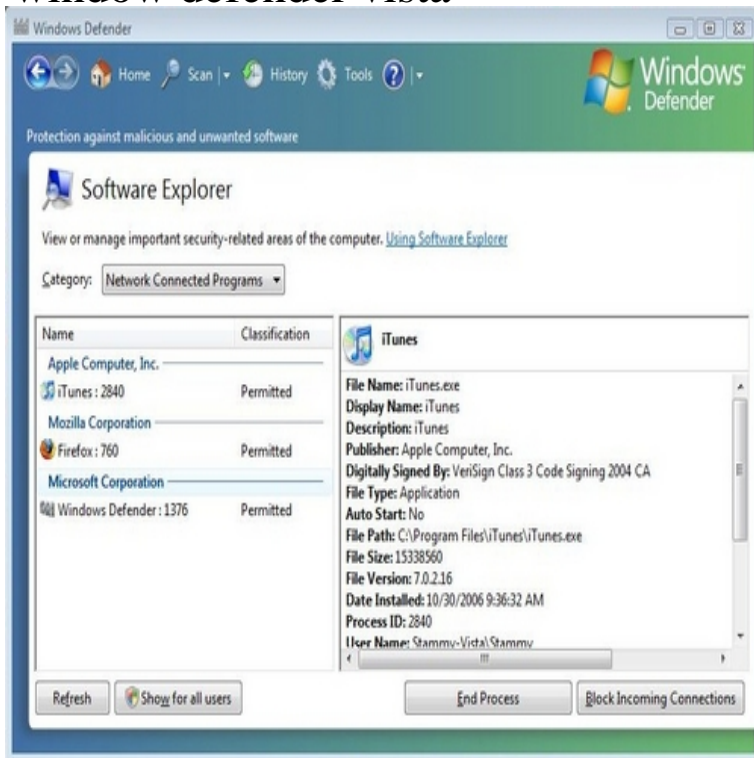 window defender vista
Windows Defender
Home Scan History Tools
Windows
Defender
Protection against malicious and unwanted software
Software Explorer
View or manage important security-related areas of the computer. Using Software Explorer
Category: Network Connected Programs
Name Classification
Apple Computer, Inc.
iTunes : 2840 Permitted
Mozilla Corporation
Firefox : 760 Permitted
Microsoft Corporation
Windows Defender : 1376 Permitted
iTunes
File Name: iTunes.exe
Display Name: iTunes
Description: iTunes
Publisher: Apple Computer, Inc.
Digitally Signed By: VeriSign Class 3 Code Signing 2004 CA
File Type: Application
Auto Start: No
File Path: C:\Program Files\iTunes\iTunes.exe
File Size: 15338560
File Version: 7.0.2.16
Date Installed: 10/30/2006 9:36:32 AM
Process ID: 2840
User Name: Stammy-Vista\Stammy
Refresh Show for all users End Process Block Incoming Connections